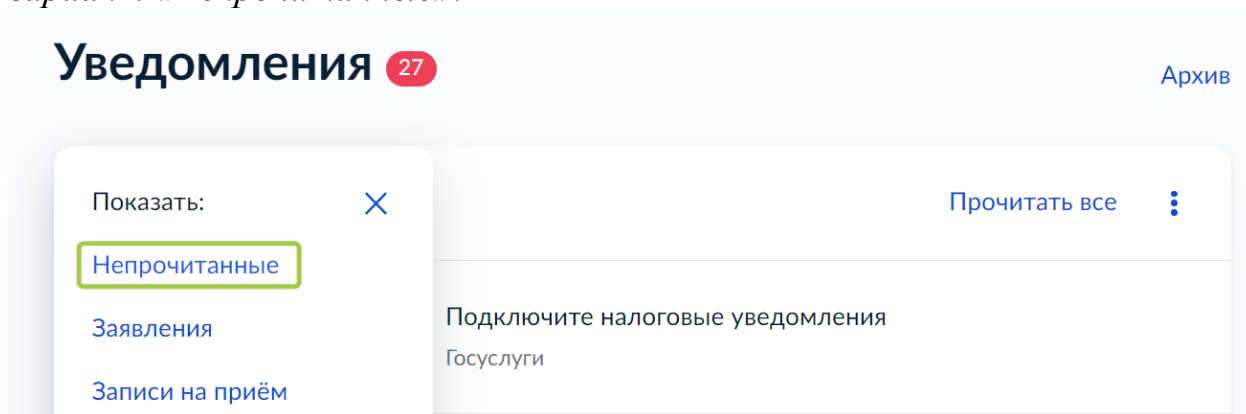 Уведомления 27
Архив
Показать:
Прочитать все
Непрочитанные
Заявления
Подключите налоговые уведомления
Госуслуги
Записи на приём